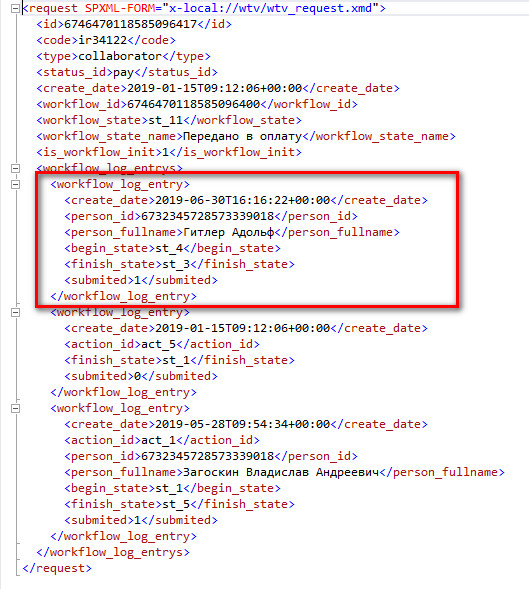 <request SPXML-FORM="x-local://wtv/wtv_request.xmd">
<id>6746470118585096417</id>
<code>ir34122</code>
<type>collaborator</type>
<status_id>pay</status_id>
<create_date>2019-01-15T09:12:06+00:00</create_date>
<workflow_id>6746470118585096400</workflow_id>
<workflow_state>st_11</workflow_state>
<workflow_state_name>Передано в оплату</workflow_state_name>
<is_workflow_init>1</is_workflow_init>
<workflow_log_entrys>
<workflow_log_entry>
<create_date>2019-06-30T16:16:22+00:00</create_date>
<person_id>6732345728573339018</person_id>
<person_fullname>Гитлер Адольф</person_fullname>
<begin_state>st_4</begin_state>
<finish_state>st_3</finish_state>
<submited>1</submited>
</workflow_log_entry>
<workflow_log_entry>
<create_date>2019-01-15T09:12:06+00:00</create_date>
<action_id>act_5</action_id>
<finish_state>st_1</finish_state>
<submited>0</submited>
</workflow_log_entry>
<workflow_log_entry>
<create_date>2019-05-28T09:54:34+00:00</create_date>
<action_id>act_1</action_id>
<person_id>6732345728573339018</person_id>
<person_fullname>Загоскин Владислав Андреевич</person_fullname>
<begin_state>st_1</begin_state>
<finish_state>st_5</finish_state>
<submited>1</submited>
</workflow_log_entry>
</workflow_log_entrys>
</request>